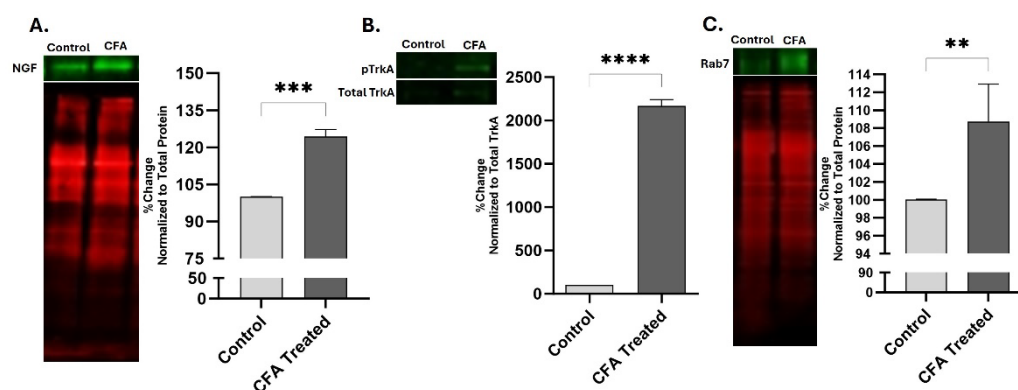 A.
Control CFA
NGF
%Change
Normalized to Total Protein
150
135
120
105
90
75
50
0
***
Control
CFA Treated
B.
Control CFA
pTrkA
Total TrkA
%Change
Normalized to Total TrkA
2500
2000
1500
1000
500
0
****
Control
CFA Treated
C.
Control CFA
Rab7
%Change
Normalized to Total Protein
114
112
110
108
106
104
102
100
98
96
94
90
0
**
Control
CFA Treated